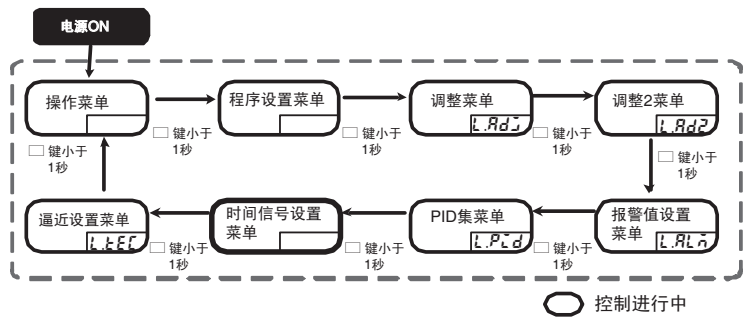 电源ON
操作菜单
程序设置菜单
调整菜单
L.AdJ
调整2菜单
L.Ad2
键小于
1秒
键小于
1秒
键小于
1秒
键小于
1秒
键小于
1秒
逼近设置菜单
L.tEC
时间信号设置
菜单
PID集菜单
L.Pid
报警值设置
菜单
L.ALm
键小于
1秒
键小于
1秒
键小于
1秒
控制进行中